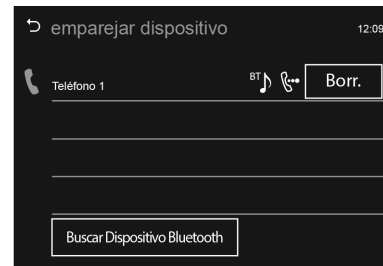 emparejar dispositivo
12:09
Teléfono 1
BT
Borr.
Buscar Dispositivo Bluetooth